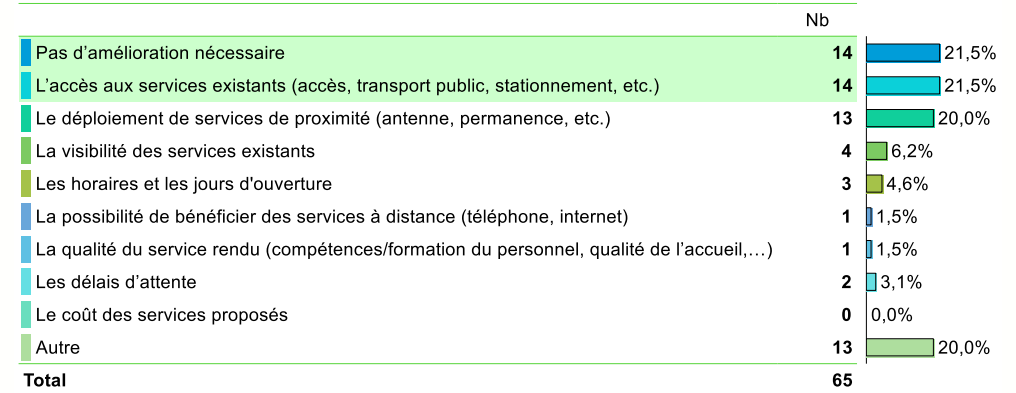 Nb
Pas d’amélioration nécessaire 14 21,5%
L’accès aux services existants (accès, transport public, stationnement, etc.) 14 21,5%
Le déploiement de services de proximité (antenne, permanence, etc.) 13 20,0%
La visibilité des services existants 4 6,2%
Les horaires et les jours d'ouverture 3 4,6%
La possibilité de bénéficier des services à distance (téléphone, internet) 1 1,5%
La qualité du service rendu (compétences/formation du personnel, qualité de l’accueil,…) 1 1,5%
Les délais d’attente 2 3,1%
Le coût des services proposés 0 0,0%
Autre 13 20,0%
Total 65